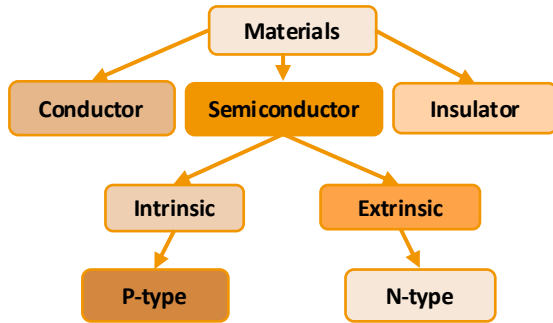 Materials
Conductor
Semiconductor
Insulator
Intrinsic
Extrinsic
P-type
N-type